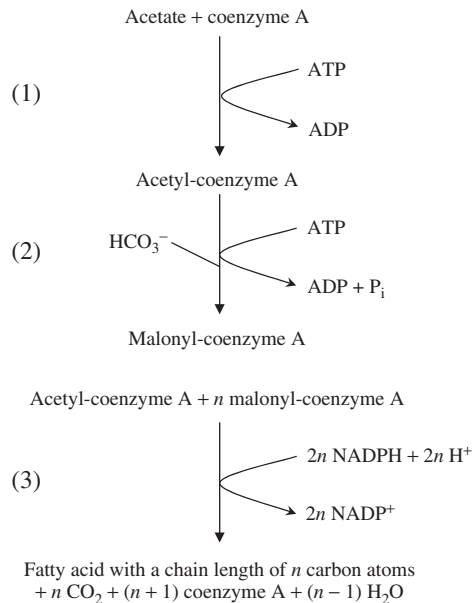 Acetate + coenzyme A
(1)
ATP
ADP
Acetyl-coenzyme A
(2)
HCO₃⁻
ATP
ADP + Pᵢ
Malonyl-coenzyme A
Acetyl-coenzyme A + n malonyl-coenzyme A
(3)
2n NADPH + 2n H⁺
2n NADP⁺
Fatty acid with a chain length of n carbon atoms
+ n CO₂ + (n + 1) coenzyme A + (n − 1) H₂O